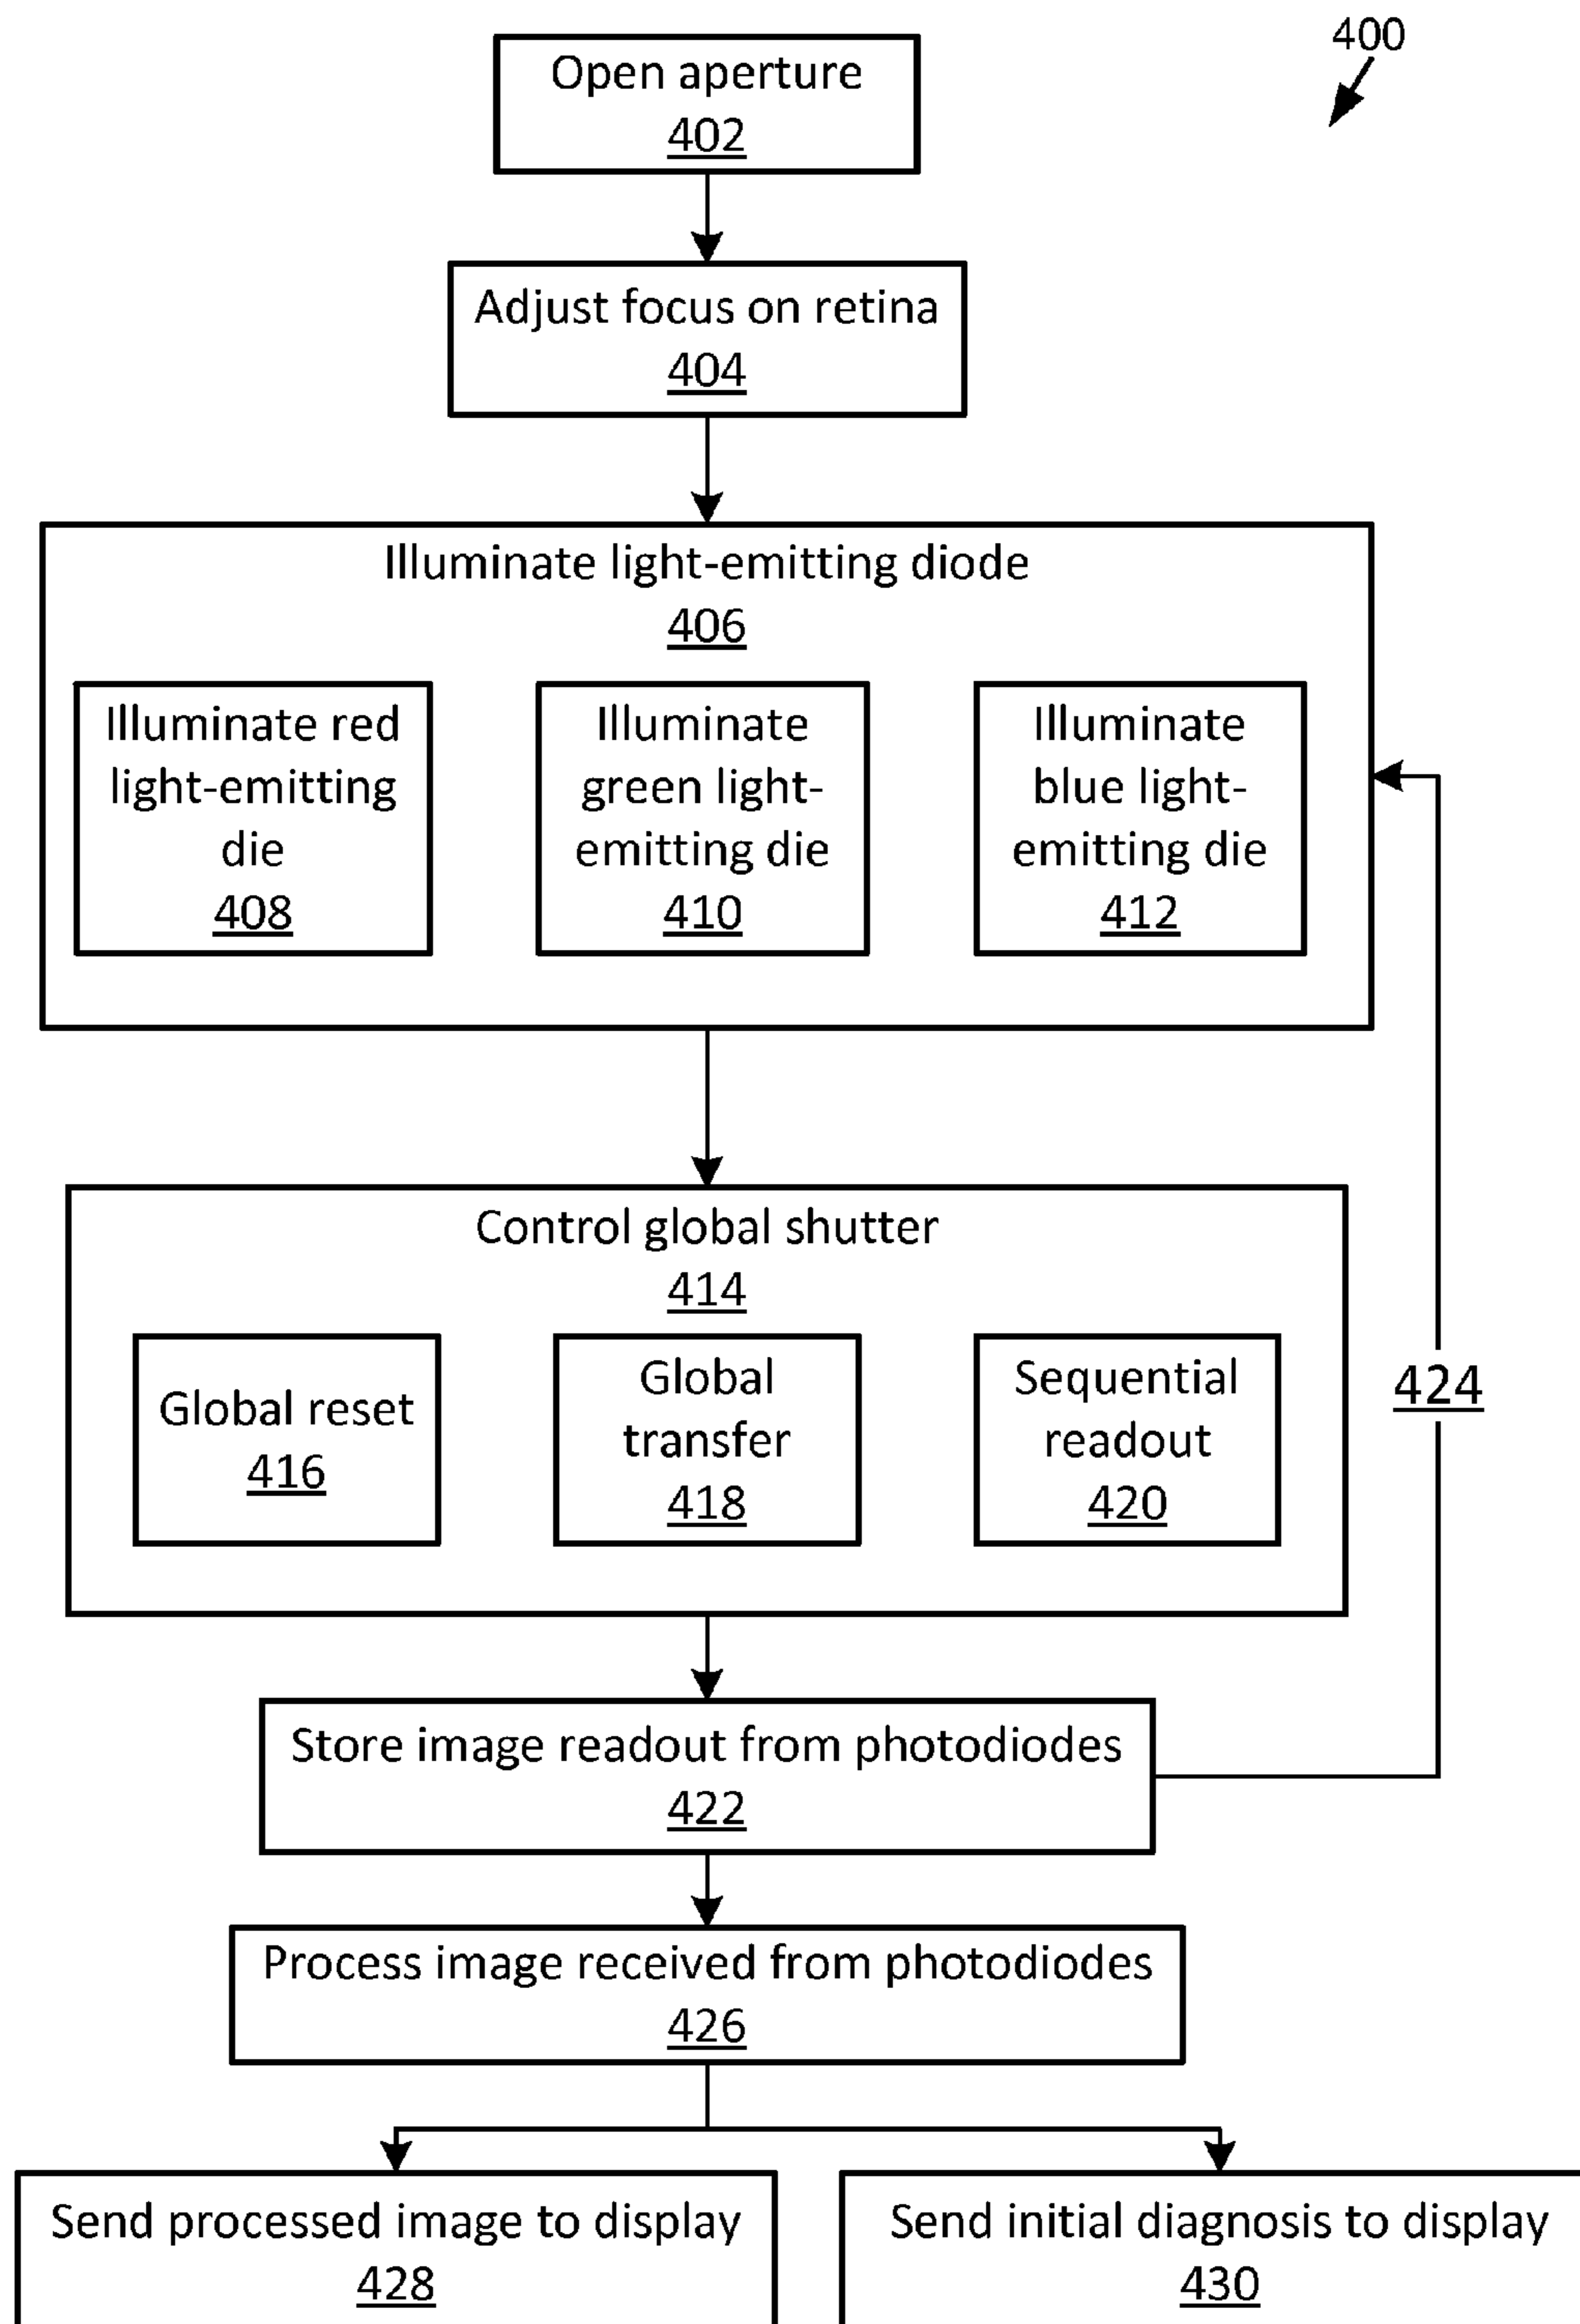 400
Open aperture
402
Adjust focus on retina
404
Illuminate light-emitting diode
406
Illuminate red
light-emitting
die
408
Illuminate
green light-
emitting die
410
Illuminate
blue light-
emitting die
412
Control global shutter
414
Global reset
416
Global
transfer
418
Sequential
readout
420
424
Store image readout from photodiodes
422
Process image received from photodiodes
426
Send processed image to display
428
Send initial diagnosis to display
430